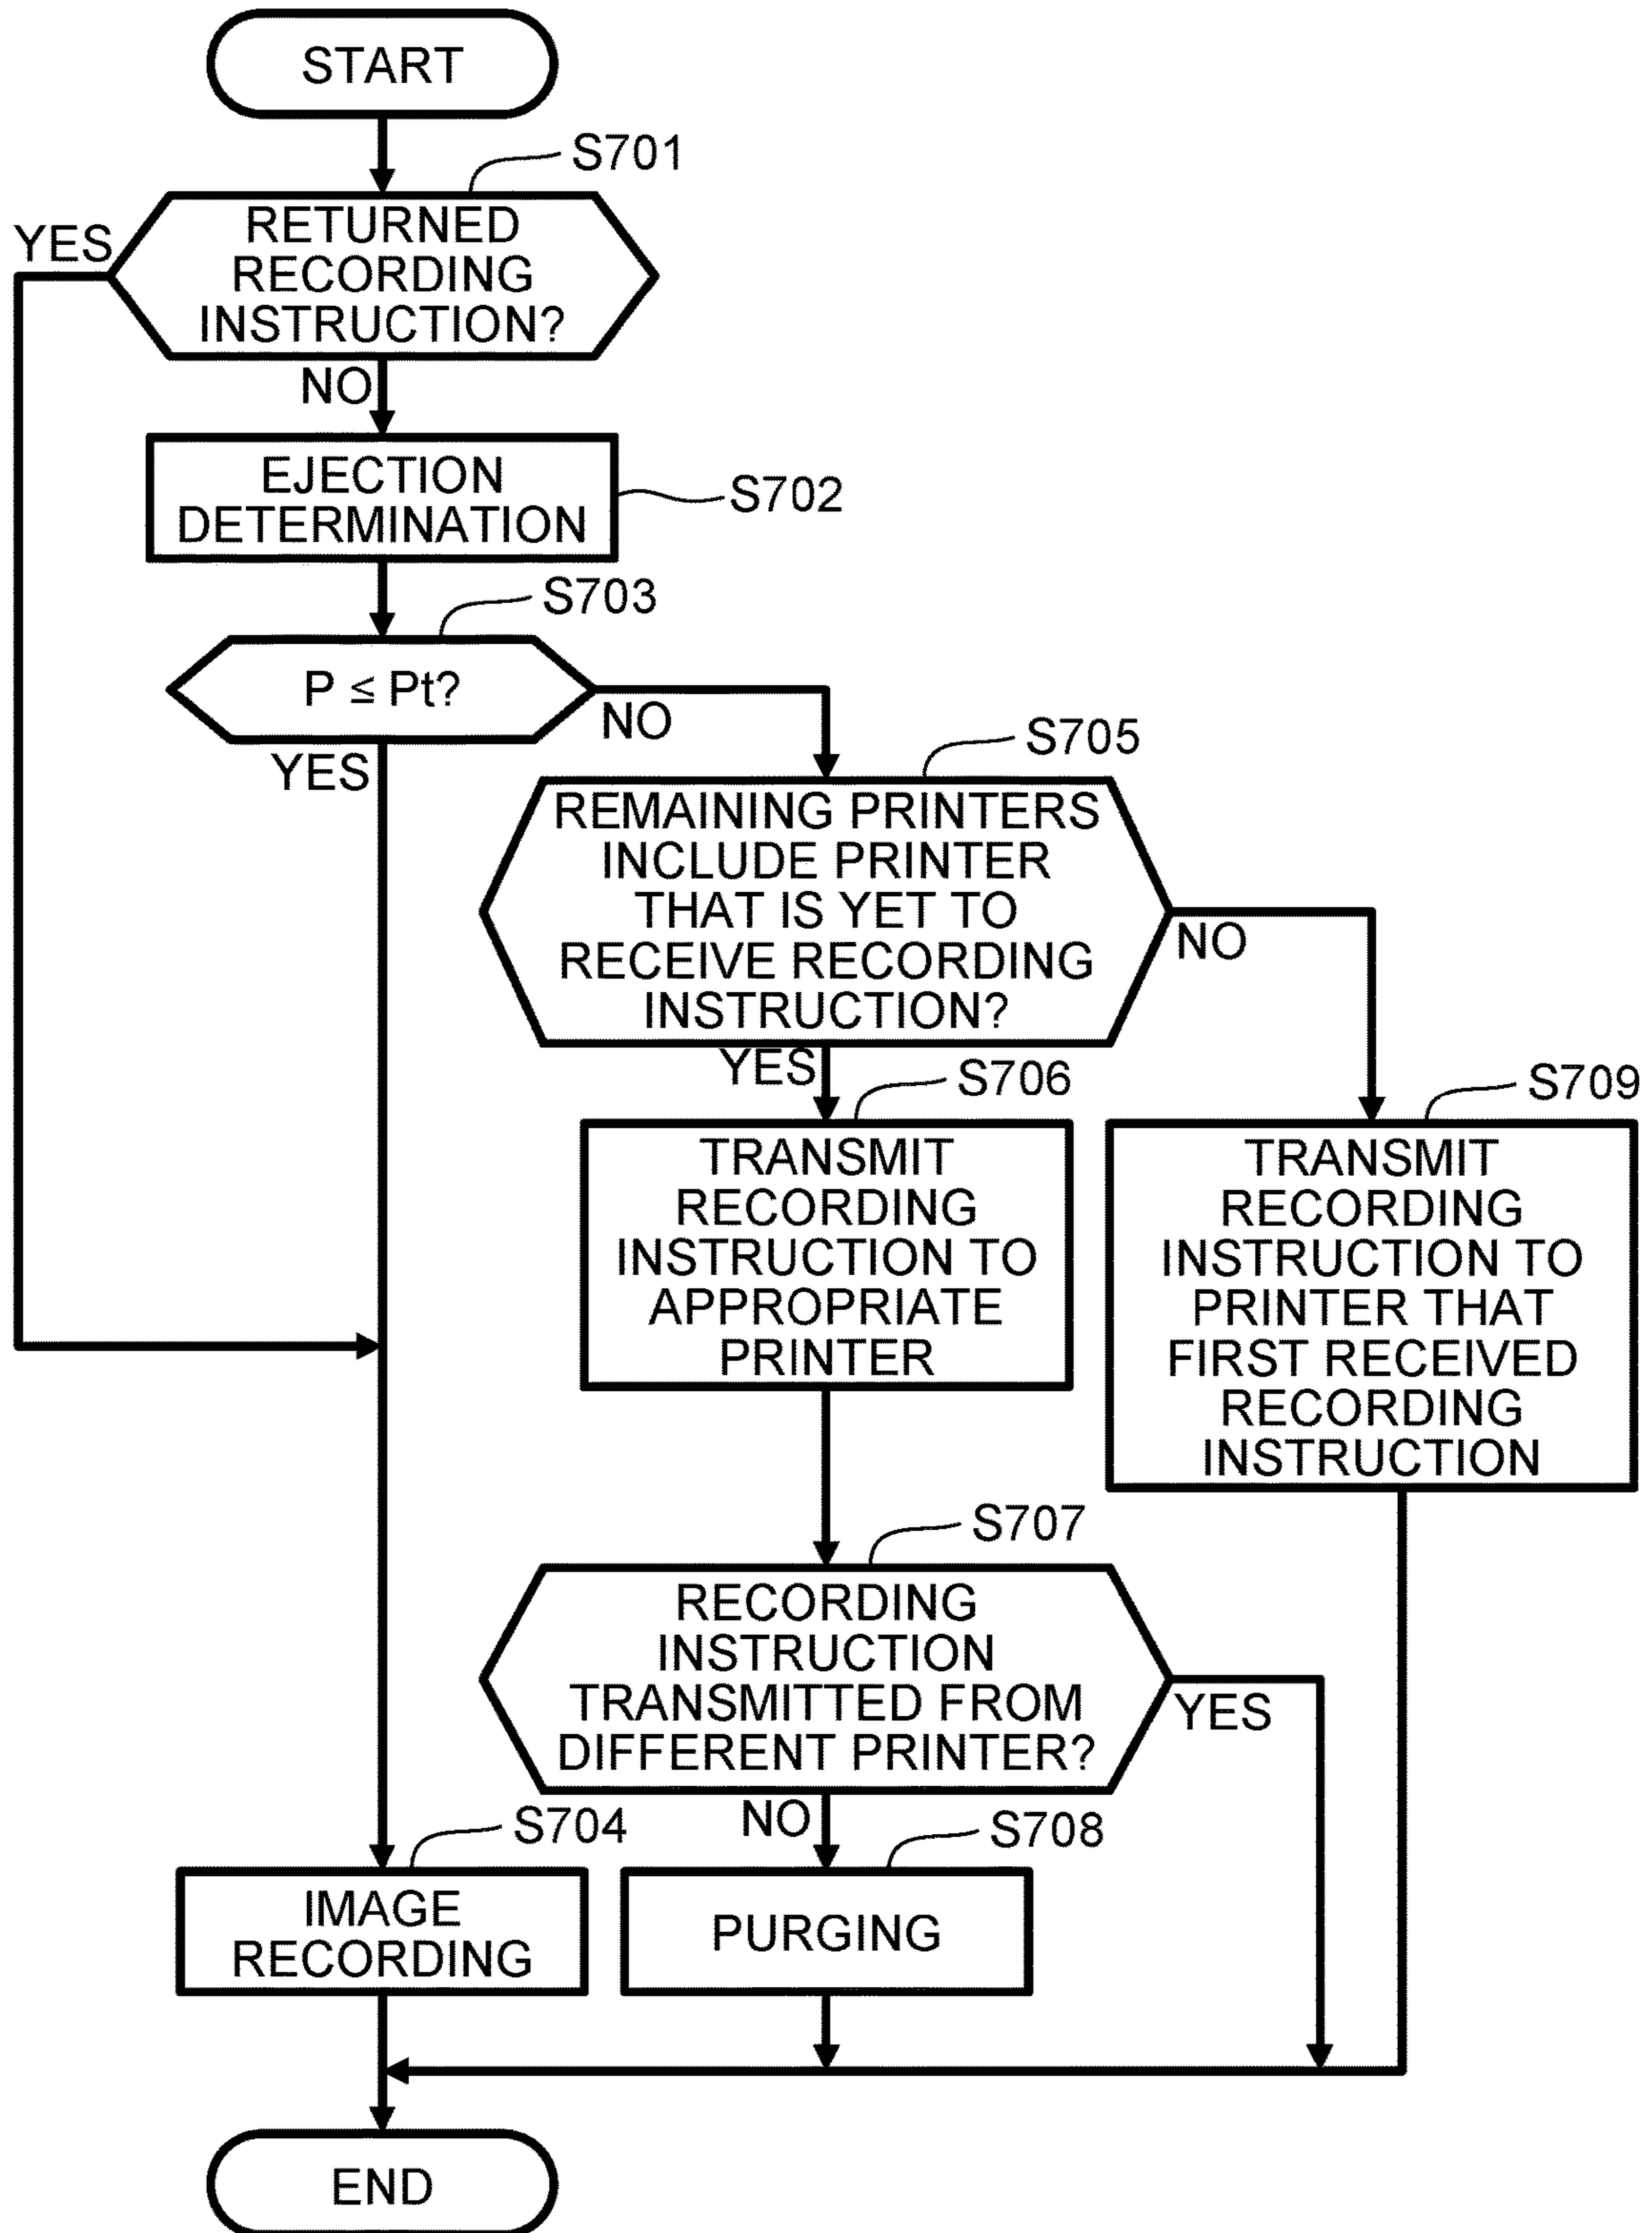 START
S701
RETURNED
RECORDING
INSTRUCTION?
YES
NO
EJECTION
DETERMINATION
S702
S703
P ≤ Pt?
NO
YES
S705
REMAINING PRINTERS
INCLUDE PRINTER
THAT IS YET TO
RECEIVE RECORDING
INSTRUCTION?
NO
YES
S706
TRANSMIT
RECORDING
INSTRUCTION TO
APPROPRIATE
PRINTER
S709
TRANSMIT
RECORDING
INSTRUCTION TO
PRINTER THAT
FIRST RECEIVED
RECORDING
INSTRUCTION
S707
RECORDING
INSTRUCTION
TRANSMITTED FROM
DIFFERENT PRINTER?
YES
NO
S704
IMAGE
RECORDING
S708
PURGING
END